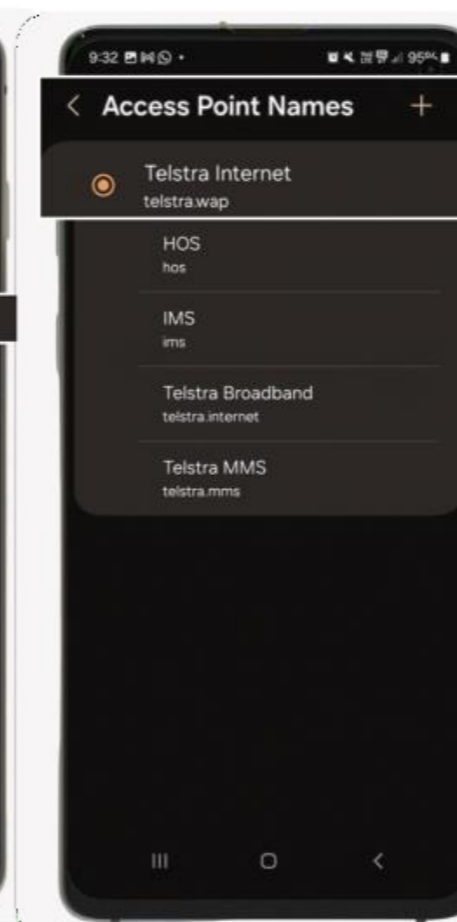 9:32
95%
Access Point Names
Telstra Internet
telstra.wap
HOS
hos
IMS
ims
Telstra Broadband
telstra.internet
Telstra MMS
telstra.mms